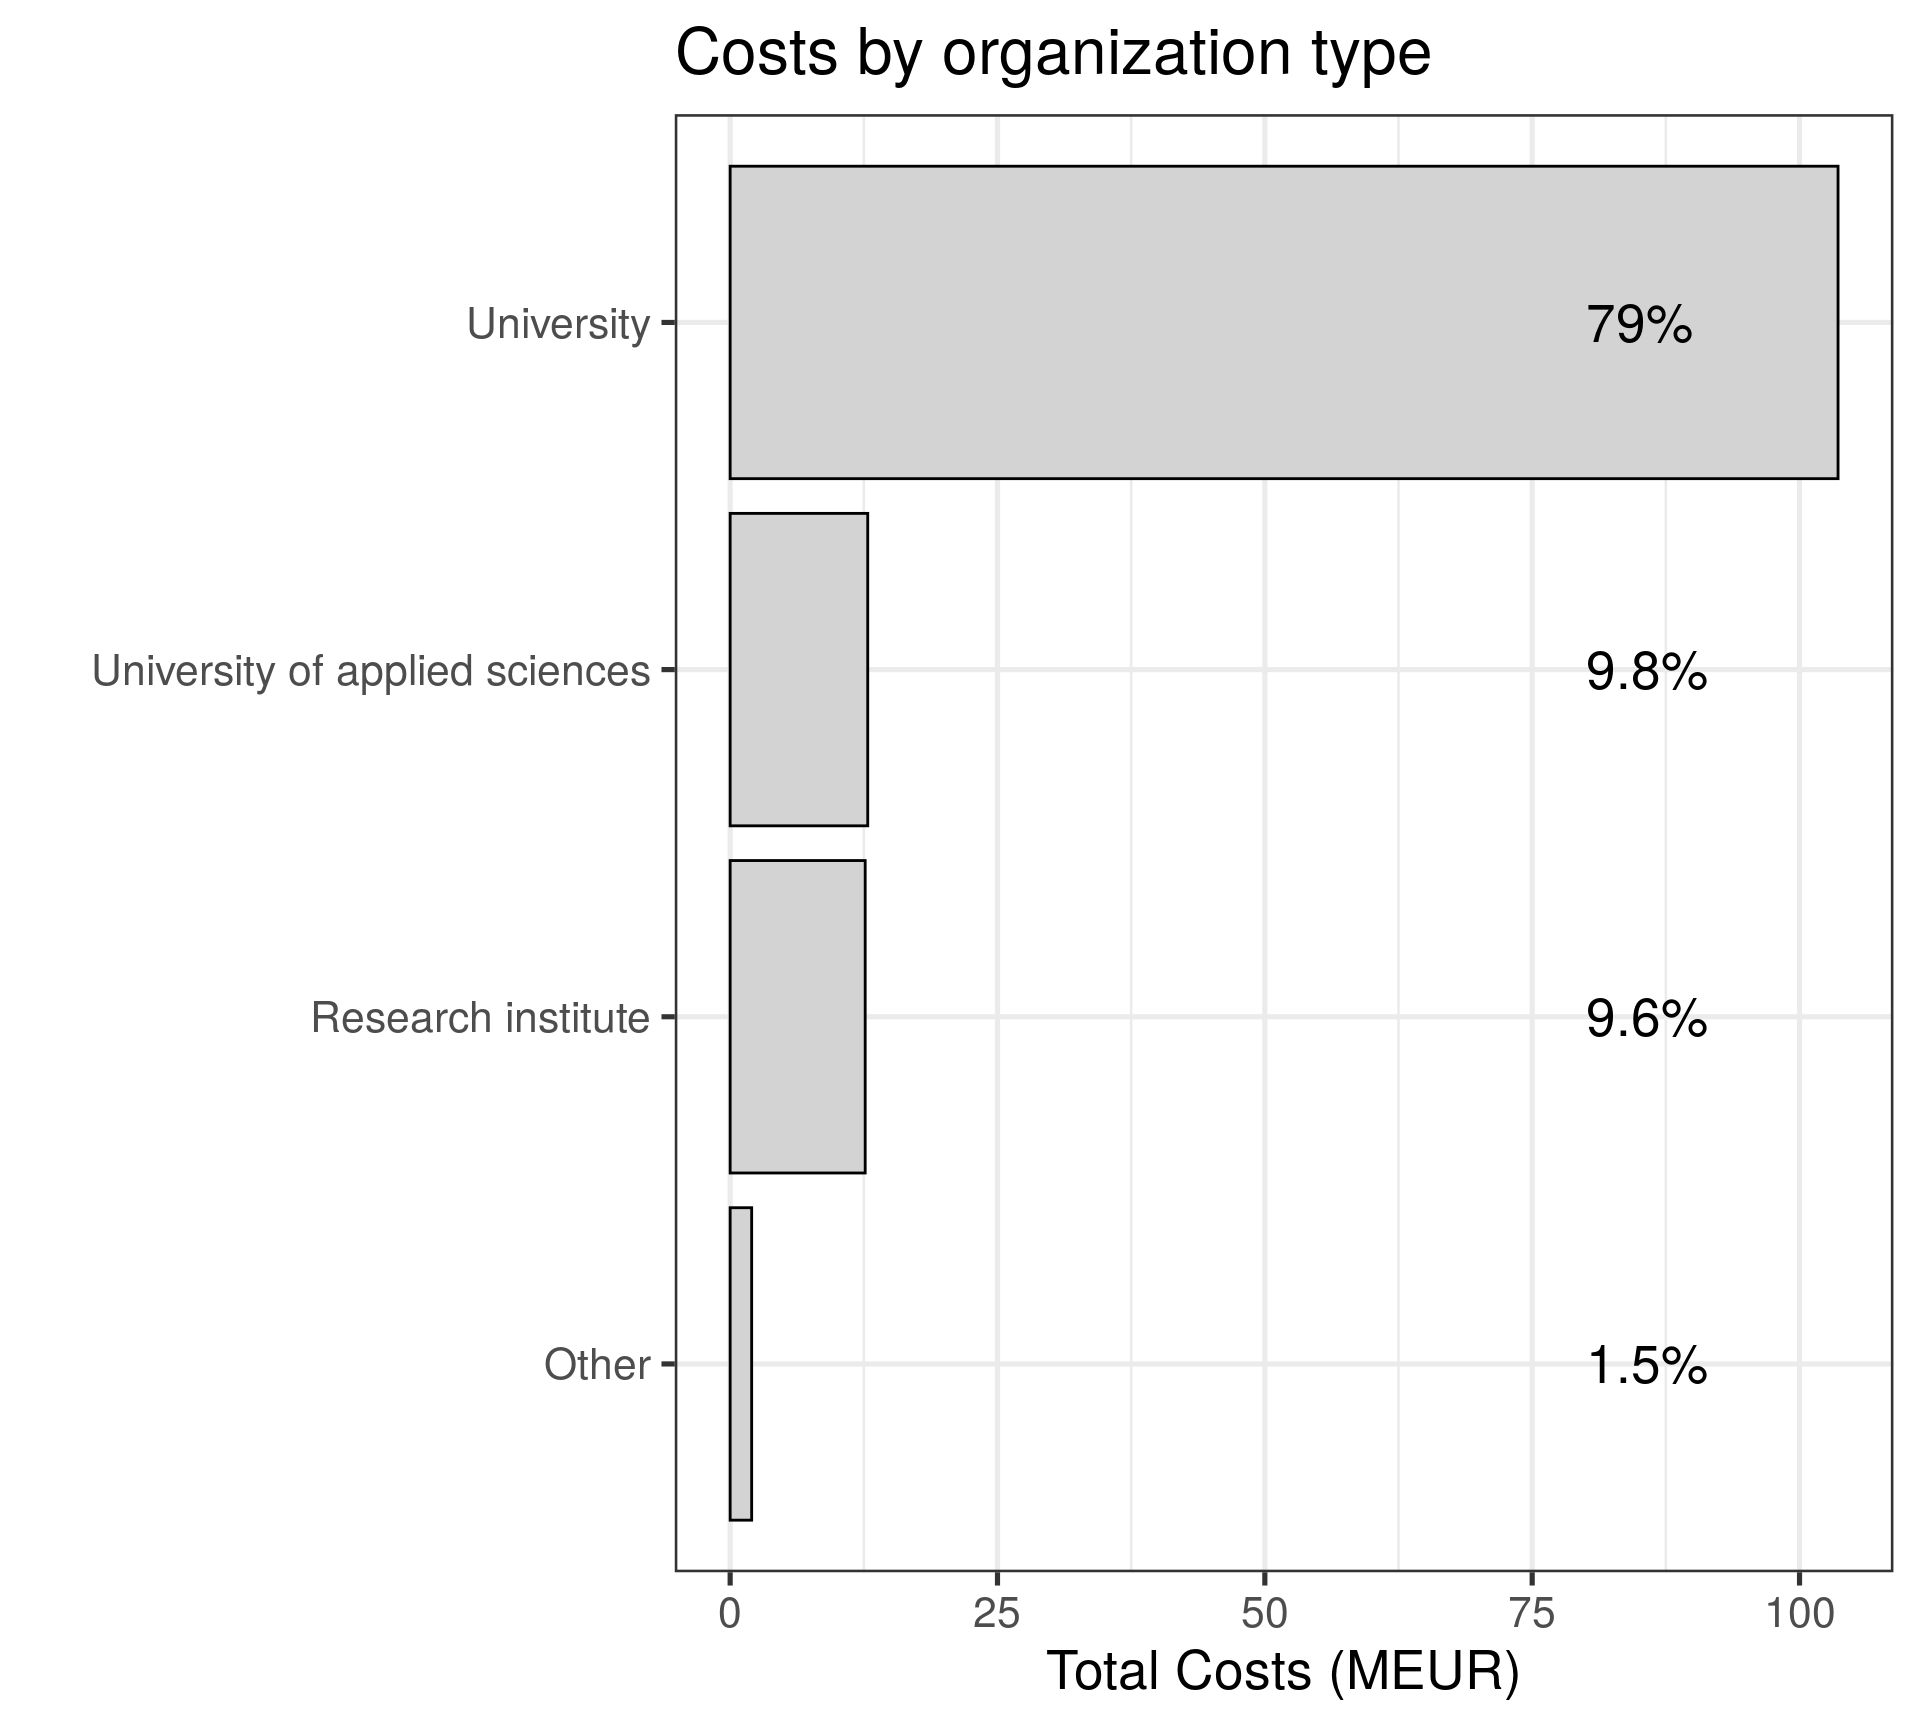 Costs by organization type
University
79%
University of applied sciences
9.8%
Research institute
9.6%
Other
1.5%
0 25 50 75 100
Total Costs (MEUR)